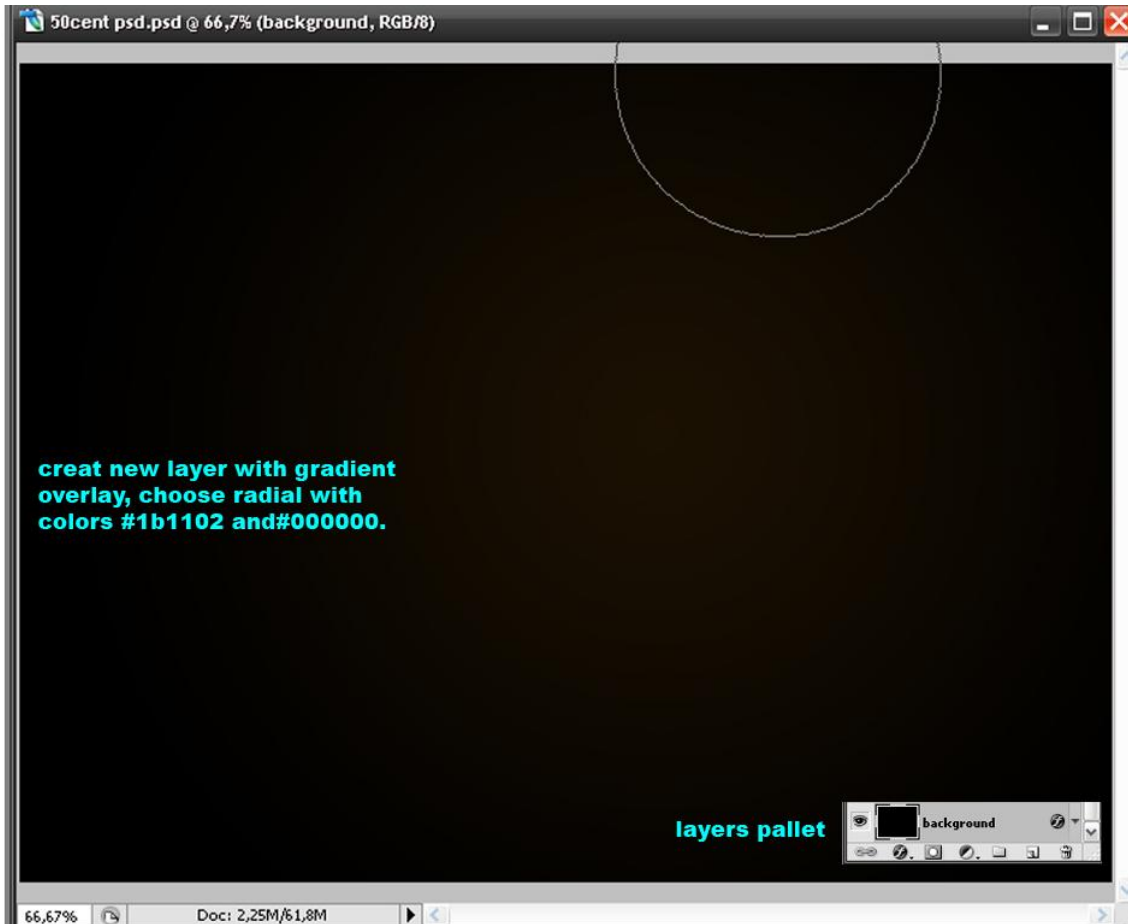 50cent psd.psd @ 66,7% (background, RGB/8)
creat new layer with gradient
overlay, choose radial with
colors #1b1102 and#000000.
layers pallet
background
66,67%
Doc: 2,25M/61,8M